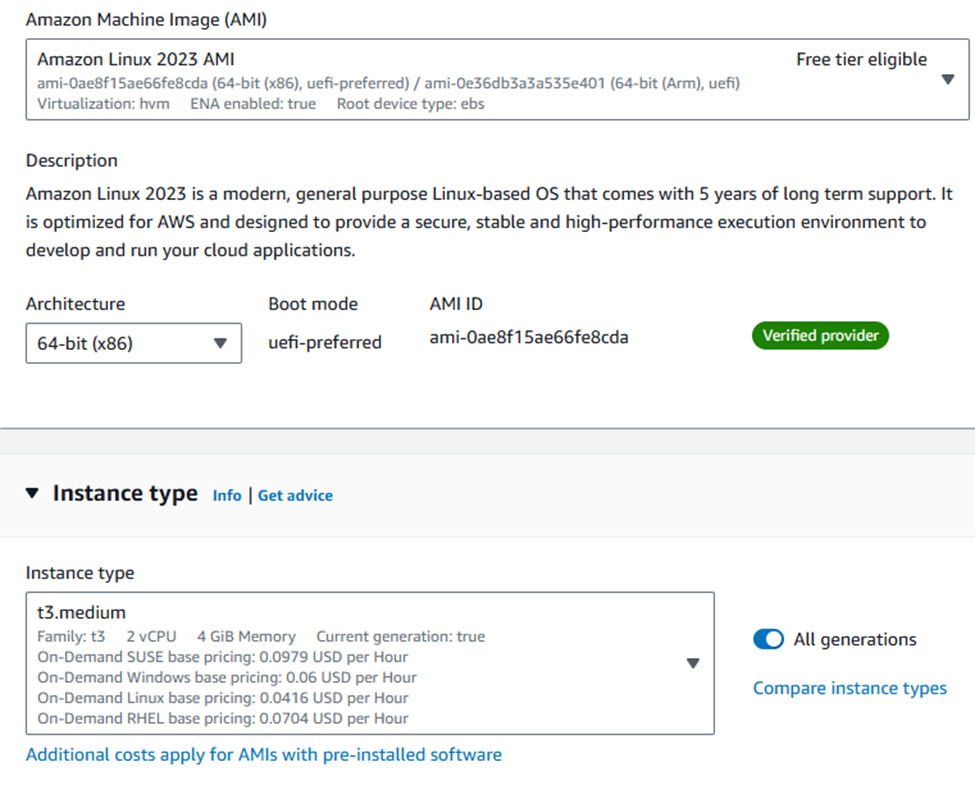 Amazon Machine Image (AMI)
Amazon Linux 2023 AMI
Free tier eligible
ami-0ae8f15ae66fe8cda (64-bit (x86), uefi-preferred) / ami-0e36db3a3a535e401 (64-bit (Arm), uefi)
Virtualization: hvm ENA enabled: true Root device type: ebs
Description
Amazon Linux 2023 is a modern, general purpose Linux-based OS that comes with 5 years of long term support. It
is optimized for AWS and designed to provide a secure, stable and high-performance execution environment to
develop and run your cloud applications.
Architecture Boot mode AMI ID
64-bit (x86) uefi-preferred ami-0ae8f15ae66fe8cda Verified provider
Instance type Info | Get advice
Instance type
t3.medium
Family: t3 2 vCPU 4 GiB Memory Current generation: true
On-Demand SUSE base pricing: 0.0979 USD per Hour
On-Demand Windows base pricing: 0.06 USD per Hour
On-Demand Linux base pricing: 0.0416 USD per Hour
On-Demand RHEL base pricing: 0.0704 USD per Hour
All generations
Compare instance types
Additional costs apply for AMIs with pre-installed software